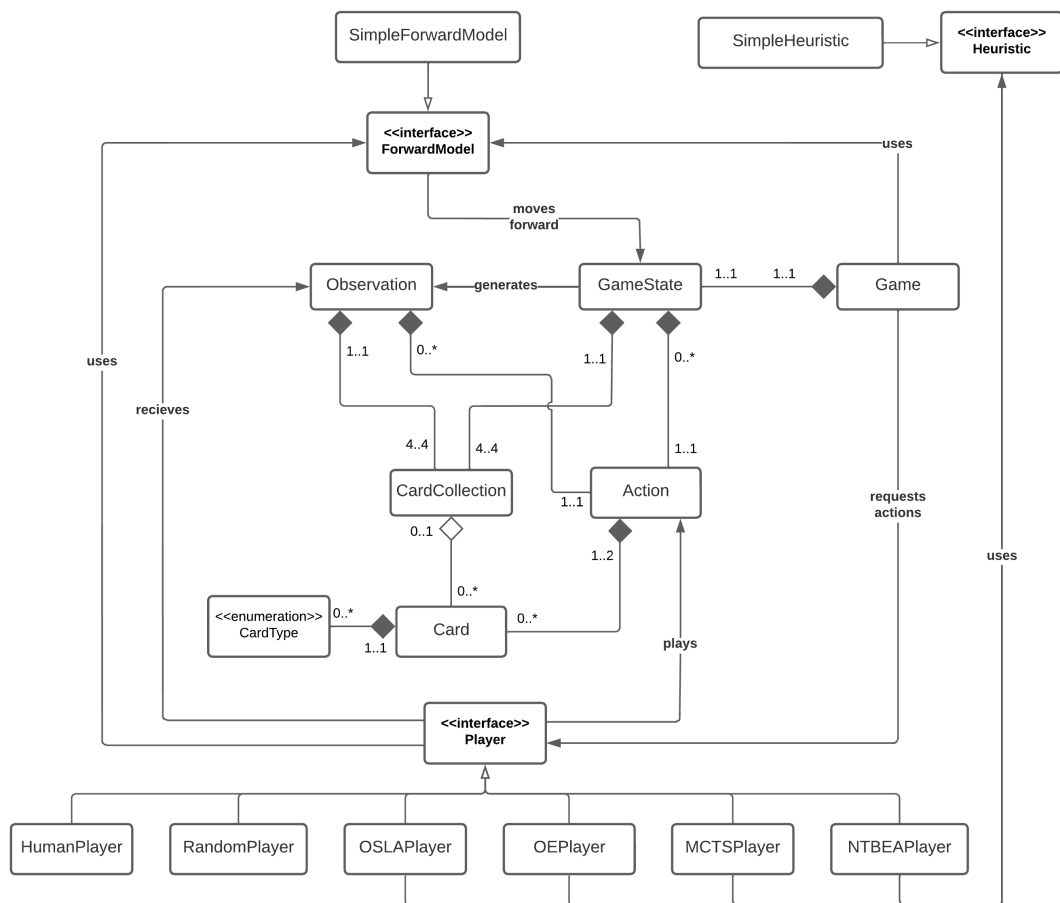 SimpleForwardModel
SimpleHeuristic
<<interface>>
Heuristic
<<interface>>
ForwardModel
uses
moves
forward
Observation
generates
GameState
1..1
1..1
Game
1..1
0..*
1..1
0..*
uses
recieves
4..4
4..4
1..1
CardCollection
Action
1..1
requests
actions
0..1
1..2
uses
0..*
<<enumeration>>
CardType
0..*
1..1
Card
0..*
plays
<<interface>>
Player
HumanPlayer
RandomPlayer
OSLAPlayer
OEPlayer
MCTSPlayer
NTBEAPlayer